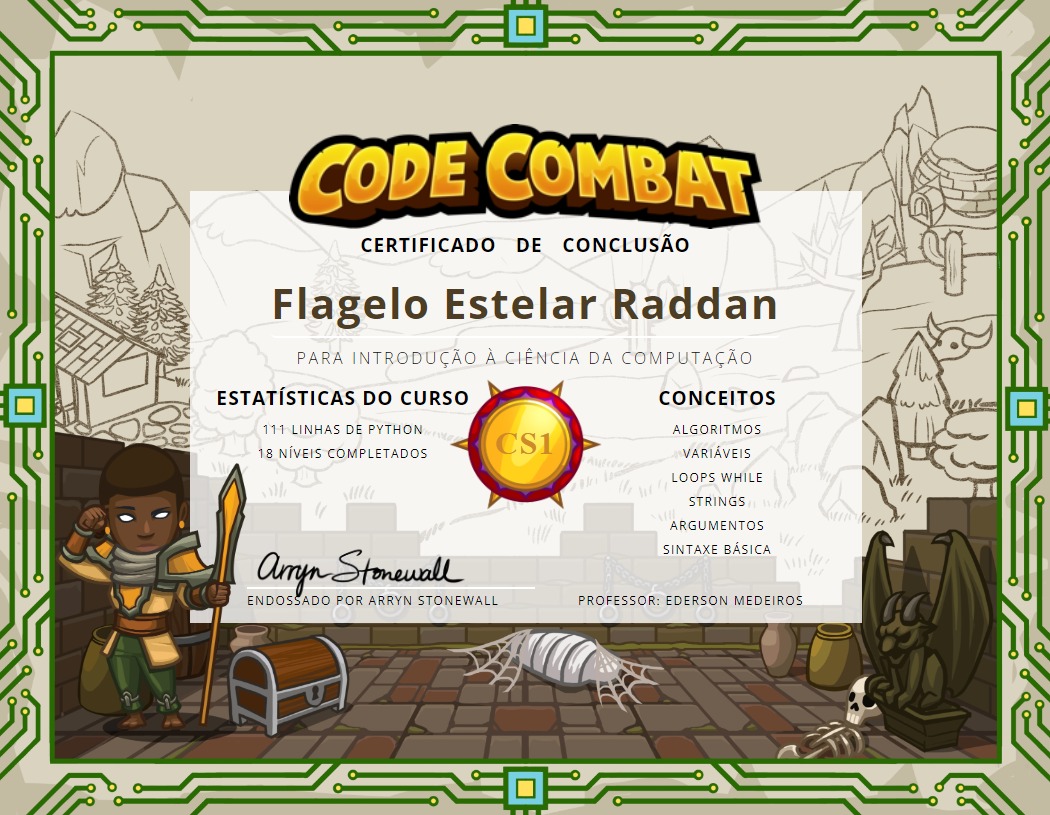 CODE COMBAT
CERTIFICADO DE CONCLUSÃO
Flagelo Estelar Raddan
PARA INTRODUÇÃO À CIÊNCIA DA COMPUTAÇÃO
ESTATÍSTICAS DO CURSO
111 LINHAS DE PYTHON
18 NÍVEIS COMPLETADOS
CS1
CONCEITOS
ALGORITMOS
VARIÁVEIS
LOOPS WHILE
STRINGS
ARGUMENTOS
SINTAXE BÁSICA
Arryn Stonewall
ENDOSSADO POR ARRYN STONEWALL
PROFESSOR: EDERSON MEDEIROS